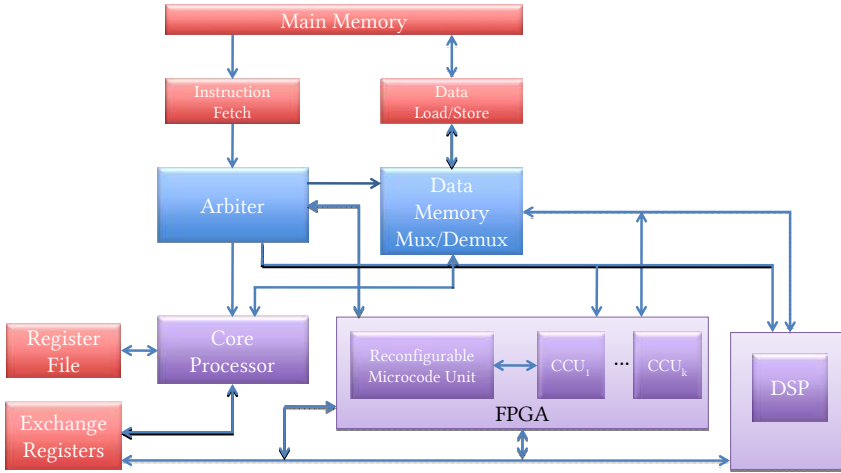 Main Memory
Instruction
Fetch
Data
Load/Store
Arbiter
Data
Memory
Mux/Demux
Register
File
Core
Processor
Reconfigurable
Microcode Unit
CCU1
...
CCUk
FPGA
DSP
Exchange
Registers